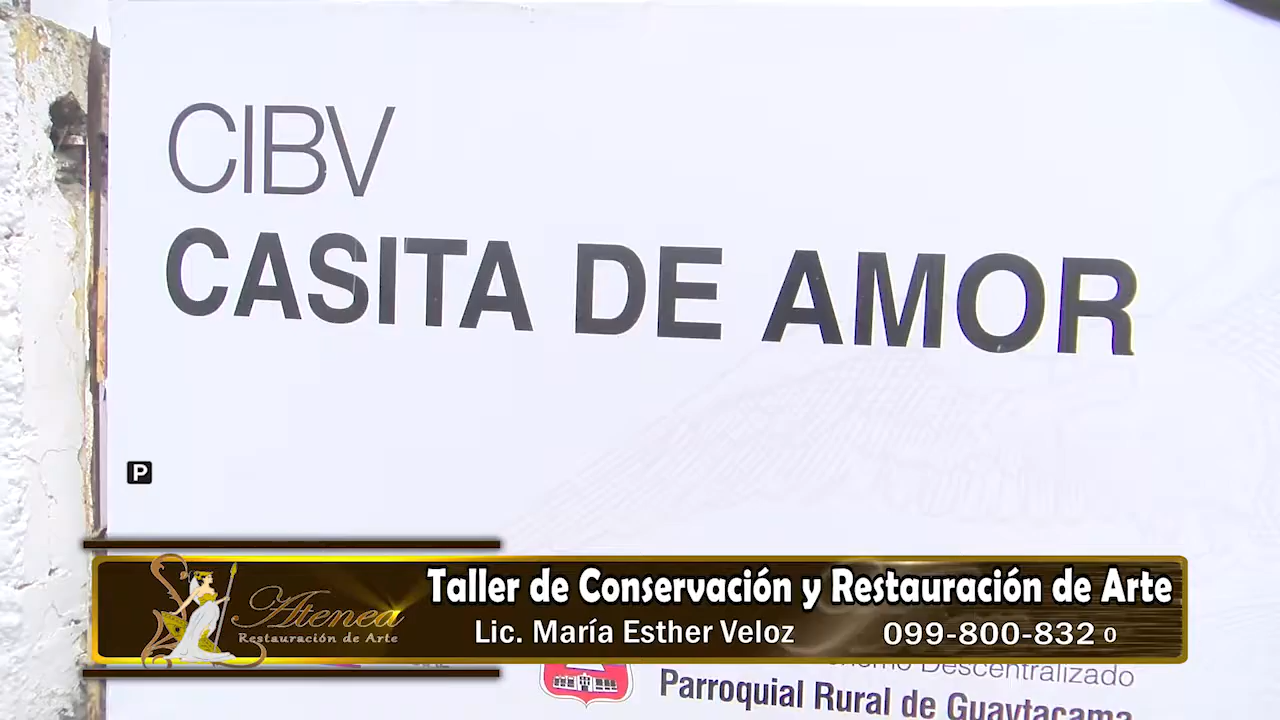 CIBV
CASITA DE AMOR
P
Taller de Conservación y Restauración de Arte
Atenea
Restauración de Arte
Lic. María Esther Veloz
099-800-832 0
Descentralizado
Parroquial Rural de Guaytacama